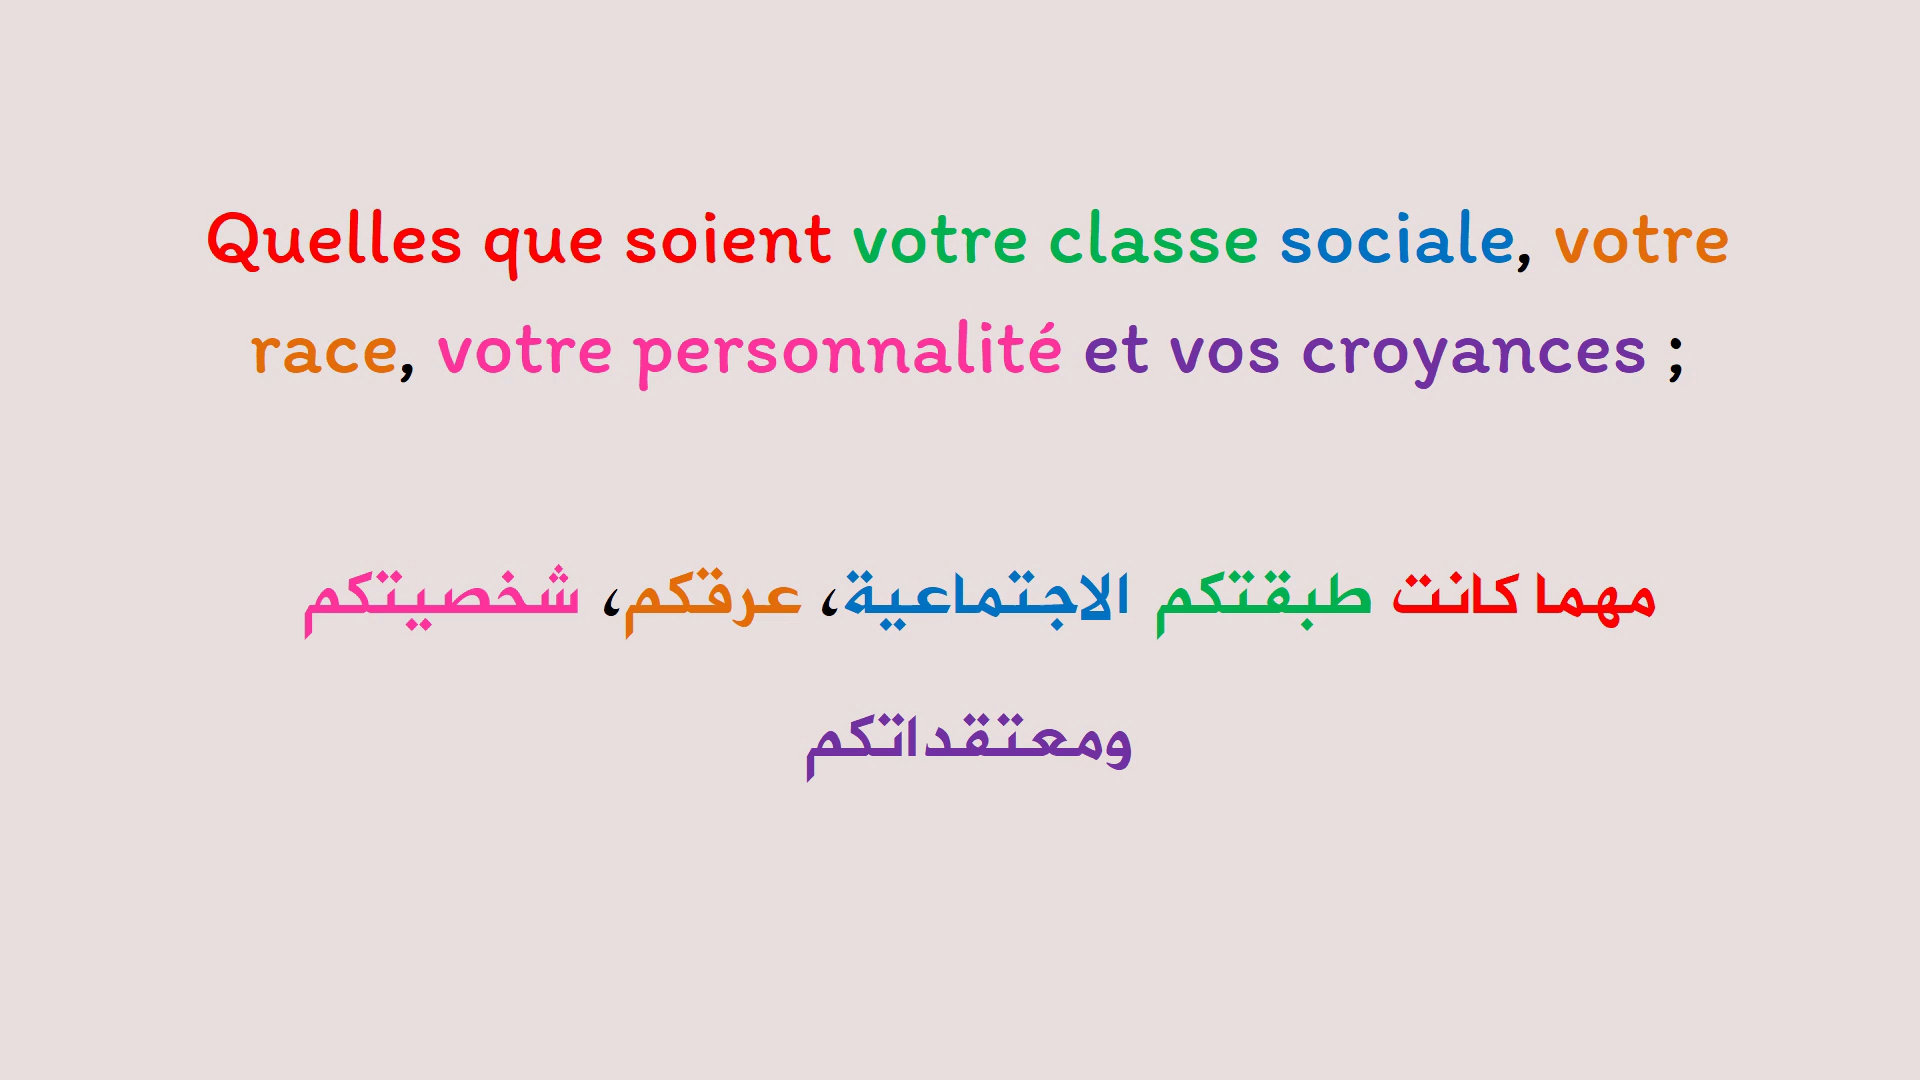 Quelles que soient votre classe sociale, votre
race, votre personnalité et vos croyances ;
مهما كانت طبقتكم الاجتماعية، عرقكم، شخصيتكم
ومعتقداتكم